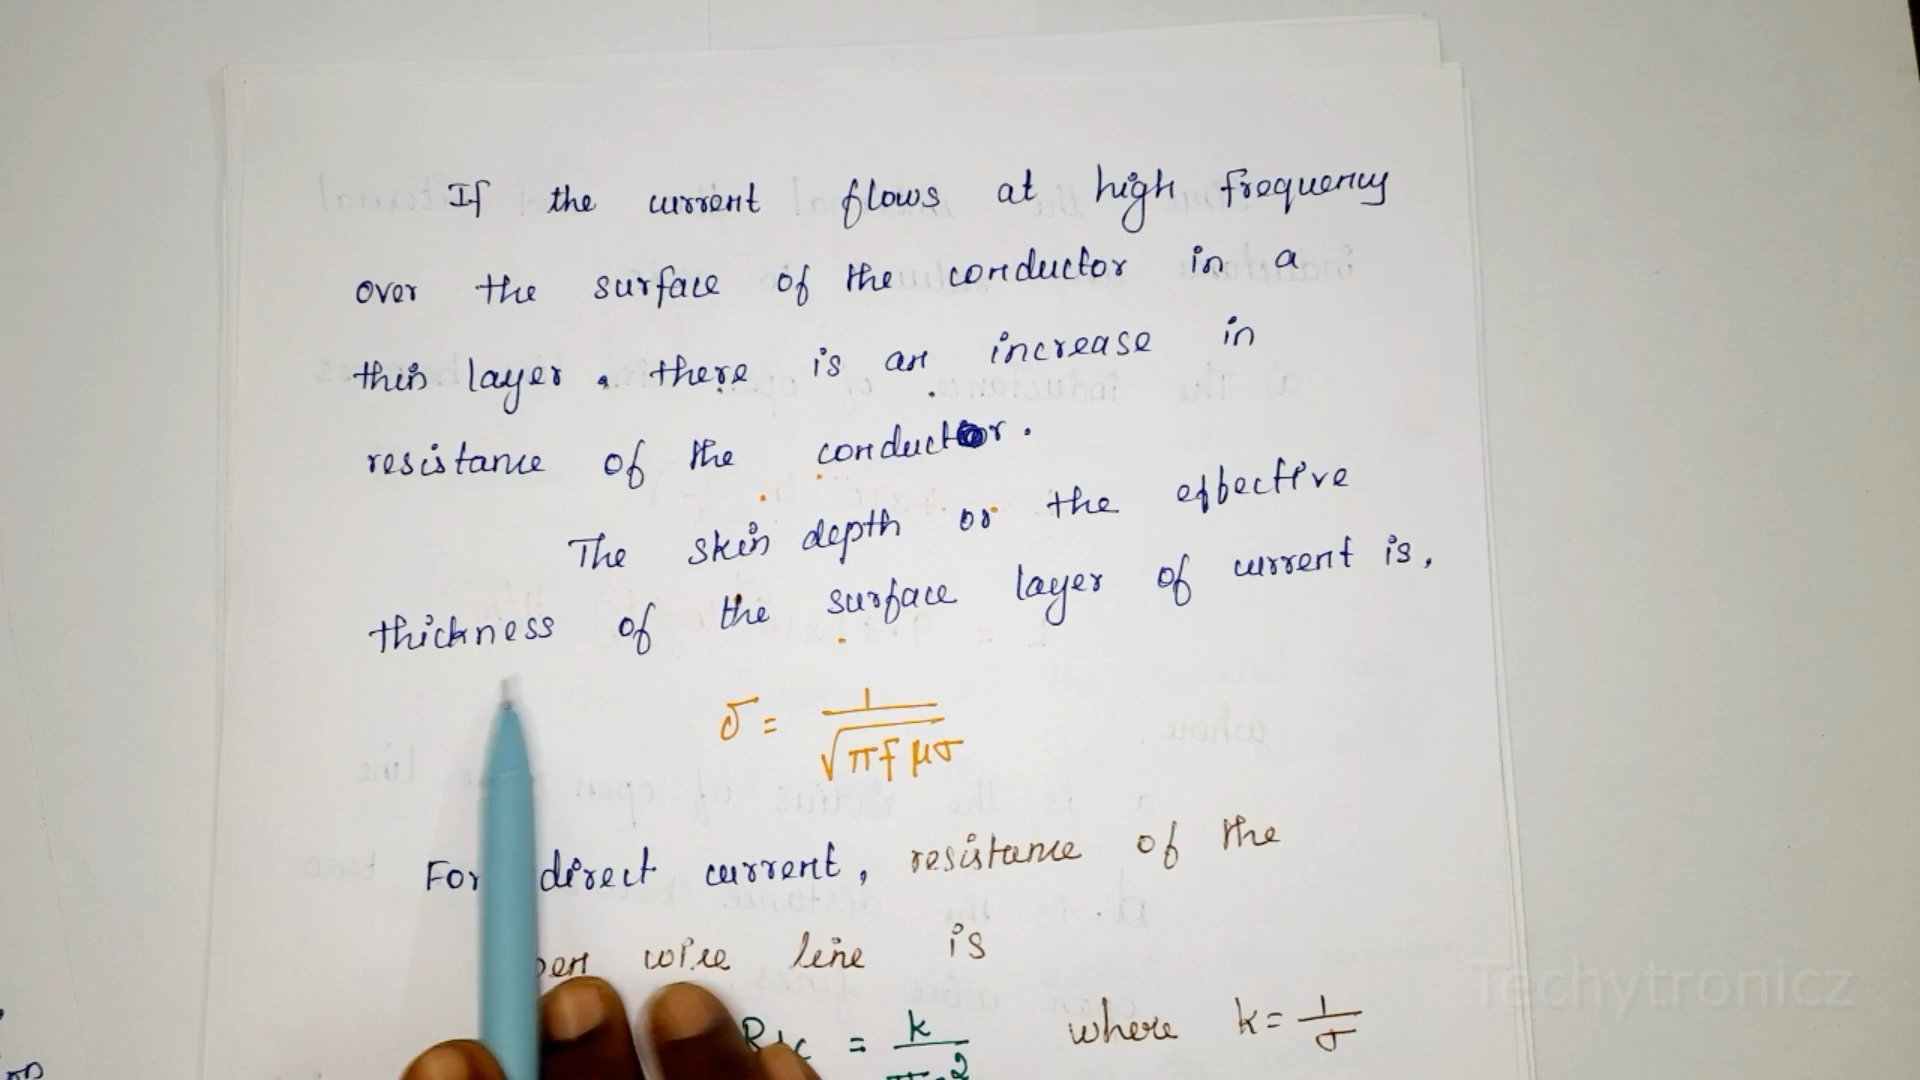 If the current flows at high frequency
over the surface of the conductor in a
thin layer, there is an increase in
resistance of the conductor.
The skin depth or the effective
thickness of the surface layer of current is,
δ = 1/√πfμσ
For direct current, resistance of the
wire line is
= k where k = 1/σ
Techytronicz